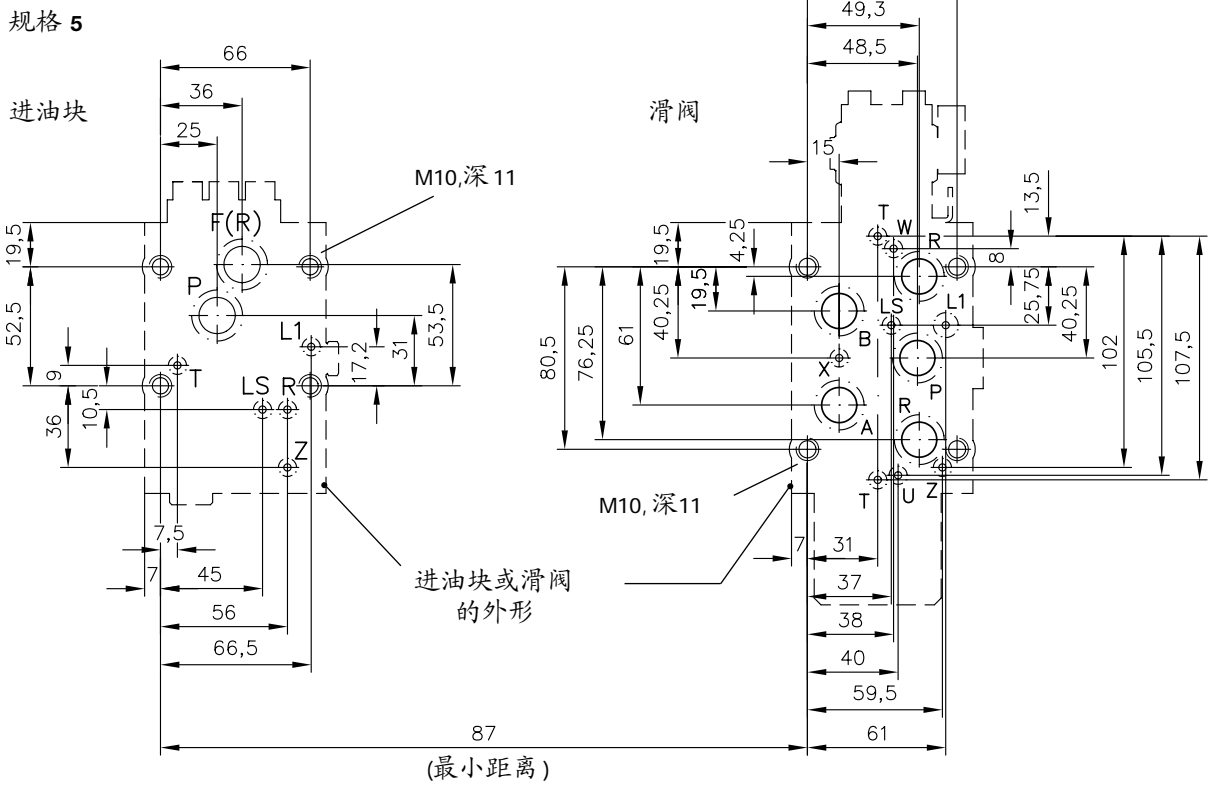 规格 5
进油块
66
36
25
M10,深11
F(R)
P
19,5
52,5
9
10,5
36
T
L1
LS R
Z
53,5
31
17,2
7,5
7
45
56
66,5
进油块或滑阀
的外形
87
(最小距离)
滑阀
49,3
48,5
15
T
W
R
LS
L1
B
X
P
R
A
T
U
Z
19,5
4,25
19,5
40,25
61
76,25
80,5
13,5
8
25,75
40,25
102
105,5
107,5
M10,深11
7
31
37
38
40
59,5
61